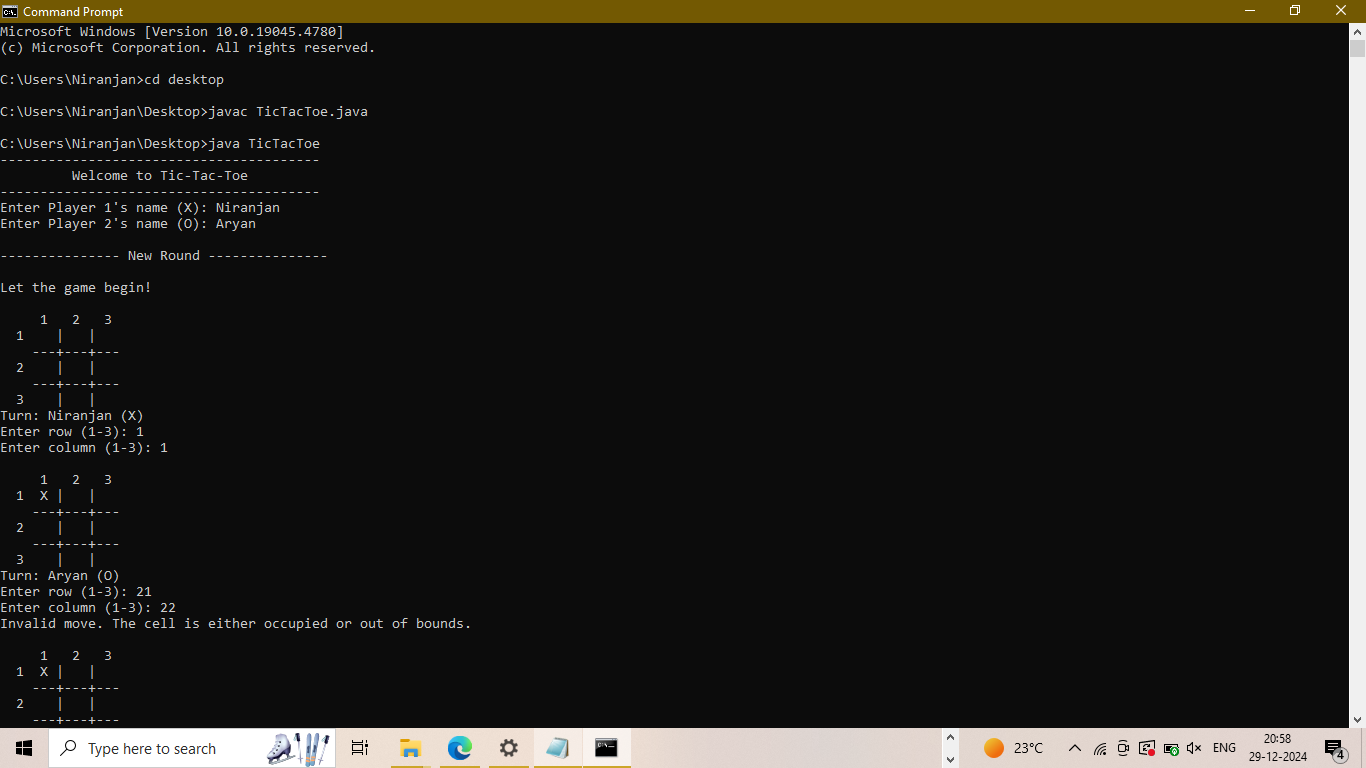 Command Prompt
Microsoft Windows [Version 10.0.19045.4780]
(c) Microsoft Corporation. All rights reserved.
C:\Users\Niranjan>cd desktop
C:\Users\Niranjan\Desktop>javac TicTacToe.java
C:\Users\Niranjan\Desktop>java TicTacToe
----------------------------------------
         Welcome to Tic-Tac-Toe
----------------------------------------
Enter Player 1's name (X): Niranjan
Enter Player 2's name (O): Aryan
--------------- New Round ---------------
Let the game begin!
     1   2   3
  1    |   |
    ---+---+---
  2    |   |
    ---+---+---
  3    |   |
Turn: Niranjan (X)
Enter row (1-3): 1
Enter column (1-3): 1
     1   2   3
  1  X |   |
    ---+---+---
  2    |   |
    ---+---+---
  3    |   |
Turn: Aryan (O)
Enter row (1-3): 21
Enter column (1-3): 22
Invalid move. The cell is either occupied or out of bounds.
     1   2   3
  1  X |   |
    ---+---+---
  2    |   |
    ---+---+---
Type here to search
23°C
ENG
20:58
29-12-2024
4